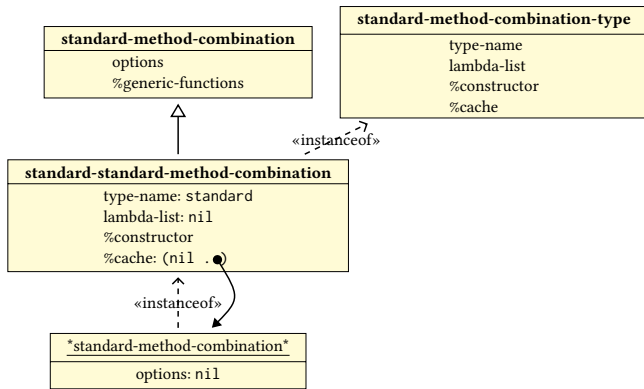 standard-method-combination-type
type-name
lambda-list
%constructor
%cache
standard-method-combination
options
%generic-functions
«instanceof»
standard-standard-method-combination
type-name: standard
lambda-list: nil
%constructor
%cache: (nil . )
«instanceof»
*standard-method-combination*
options: nil